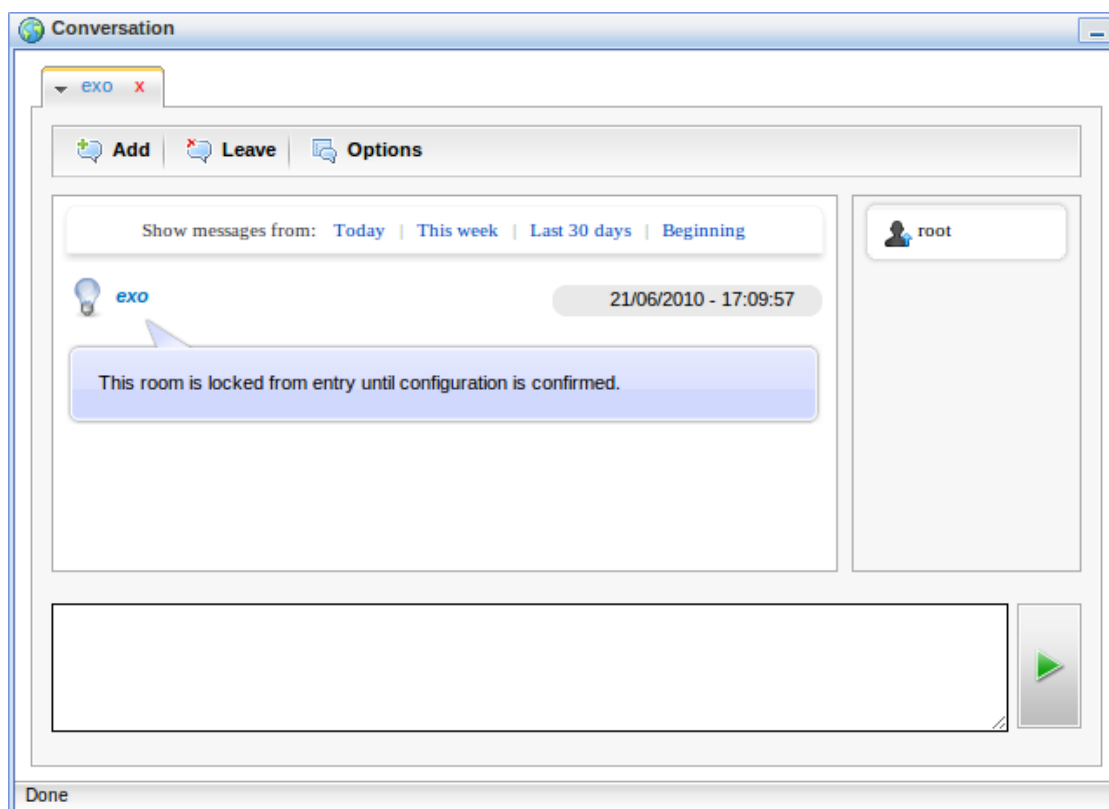 Conversation
exo x
Add Leave Options
Show messages from: Today | This week | Last 30 days | Beginning
root
exo
21/06/2010 - 17:09:57
This room is locked from entry until configuration is confirmed.
Done